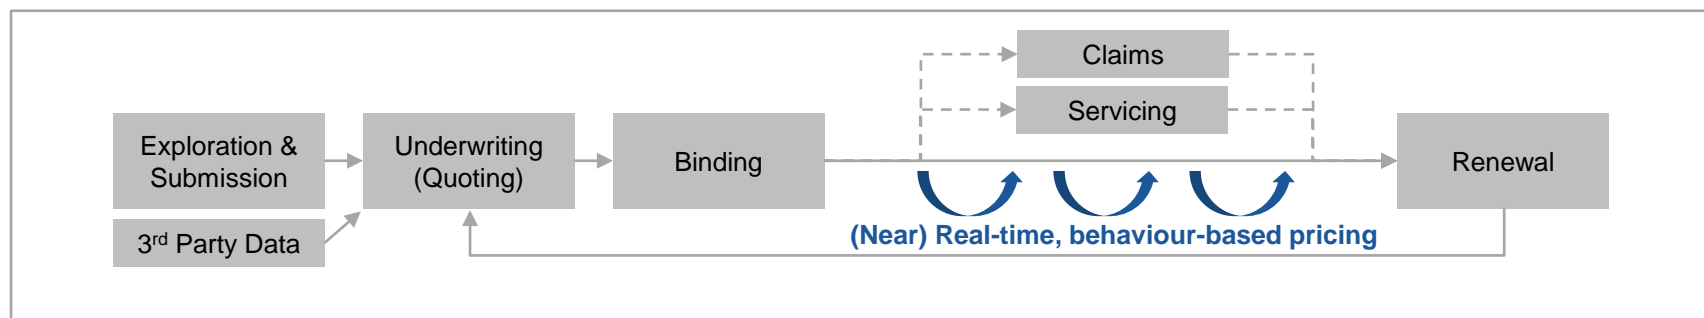 Claims
Servicing
Exploration &
Submission
Underwriting
(Quoting)
Binding
Renewal
3rd Party Data
(Near) Real-time, behaviour-based pricing